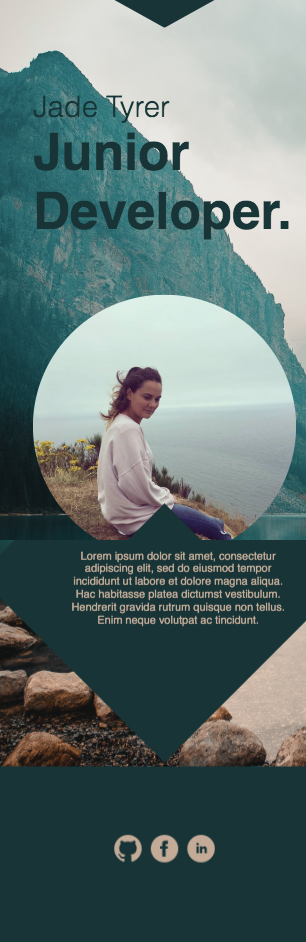 Jade Tyrer
Junior
Developer.
Lorem ipsum dolor sit amet, consectetur
adipiscing elit, sed do eiusmod tempor
incididunt ut labore et dolore magna aliqua.
Hac habitasse platea dictumst vestibulum.
Hendrerit gravida rutrum quisque non tellus.
Enim neque volutpat ac tincidunt.
f
in